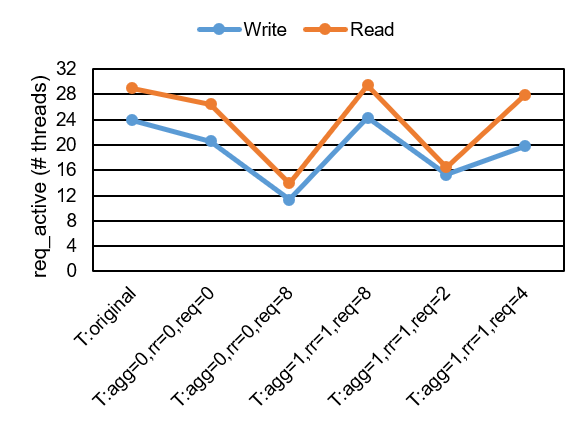 Write Read
req_active (# threads)
32
28
24
20
16
12
8
4
0
T:original
T:agg=0,rr=0,req=0
T:agg=0,rr=0,req=8
T:agg=1,rr=1,req=8
T:agg=1,rr=1,req=2
T:agg=1,rr=1,req=4